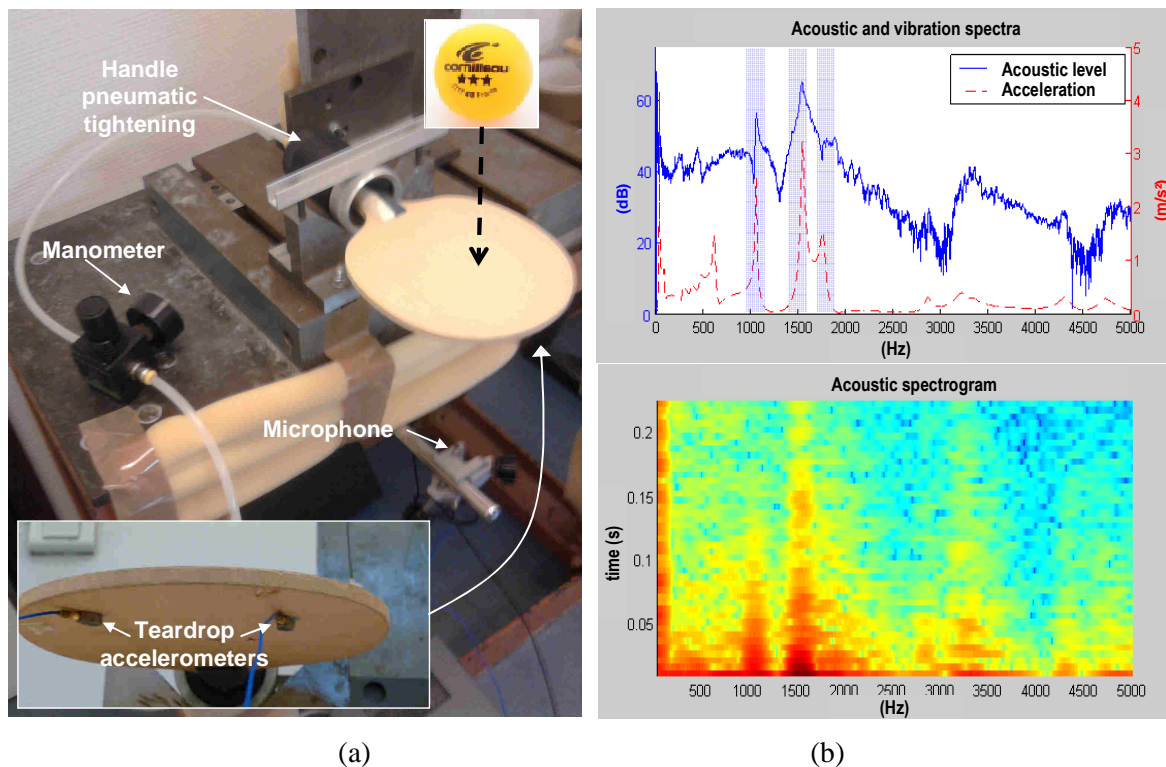 Handle
pneumatic
tightening
cornilleau
Manometer
Microphone
Teardrop
accelerometers
(a)
Acoustic and vibration spectra
Acoustic level
Acceleration
60
40
20
0
(dB)
5
4
3
2
1
0
(m/s²)
0 500 1000 1500 2000 2500 3000 3500 4000 4500 5000
(Hz)
Acoustic spectrogram
0.2
0.15
0.1
0.05
time (s)
500 1000 1500 2000 2500 3000 3500 4000 4500 5000
(Hz)
(b)